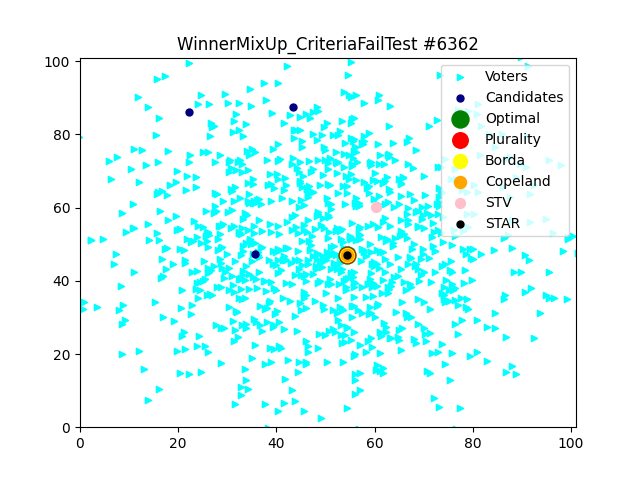 WinnerMixUp_CriteriaFailTest #6362
100
80
60
40
20
0
0
20
40
60
80
100
Voters
Candidates
Optimal
Plurality
Borda
Copeland
STV
STAR